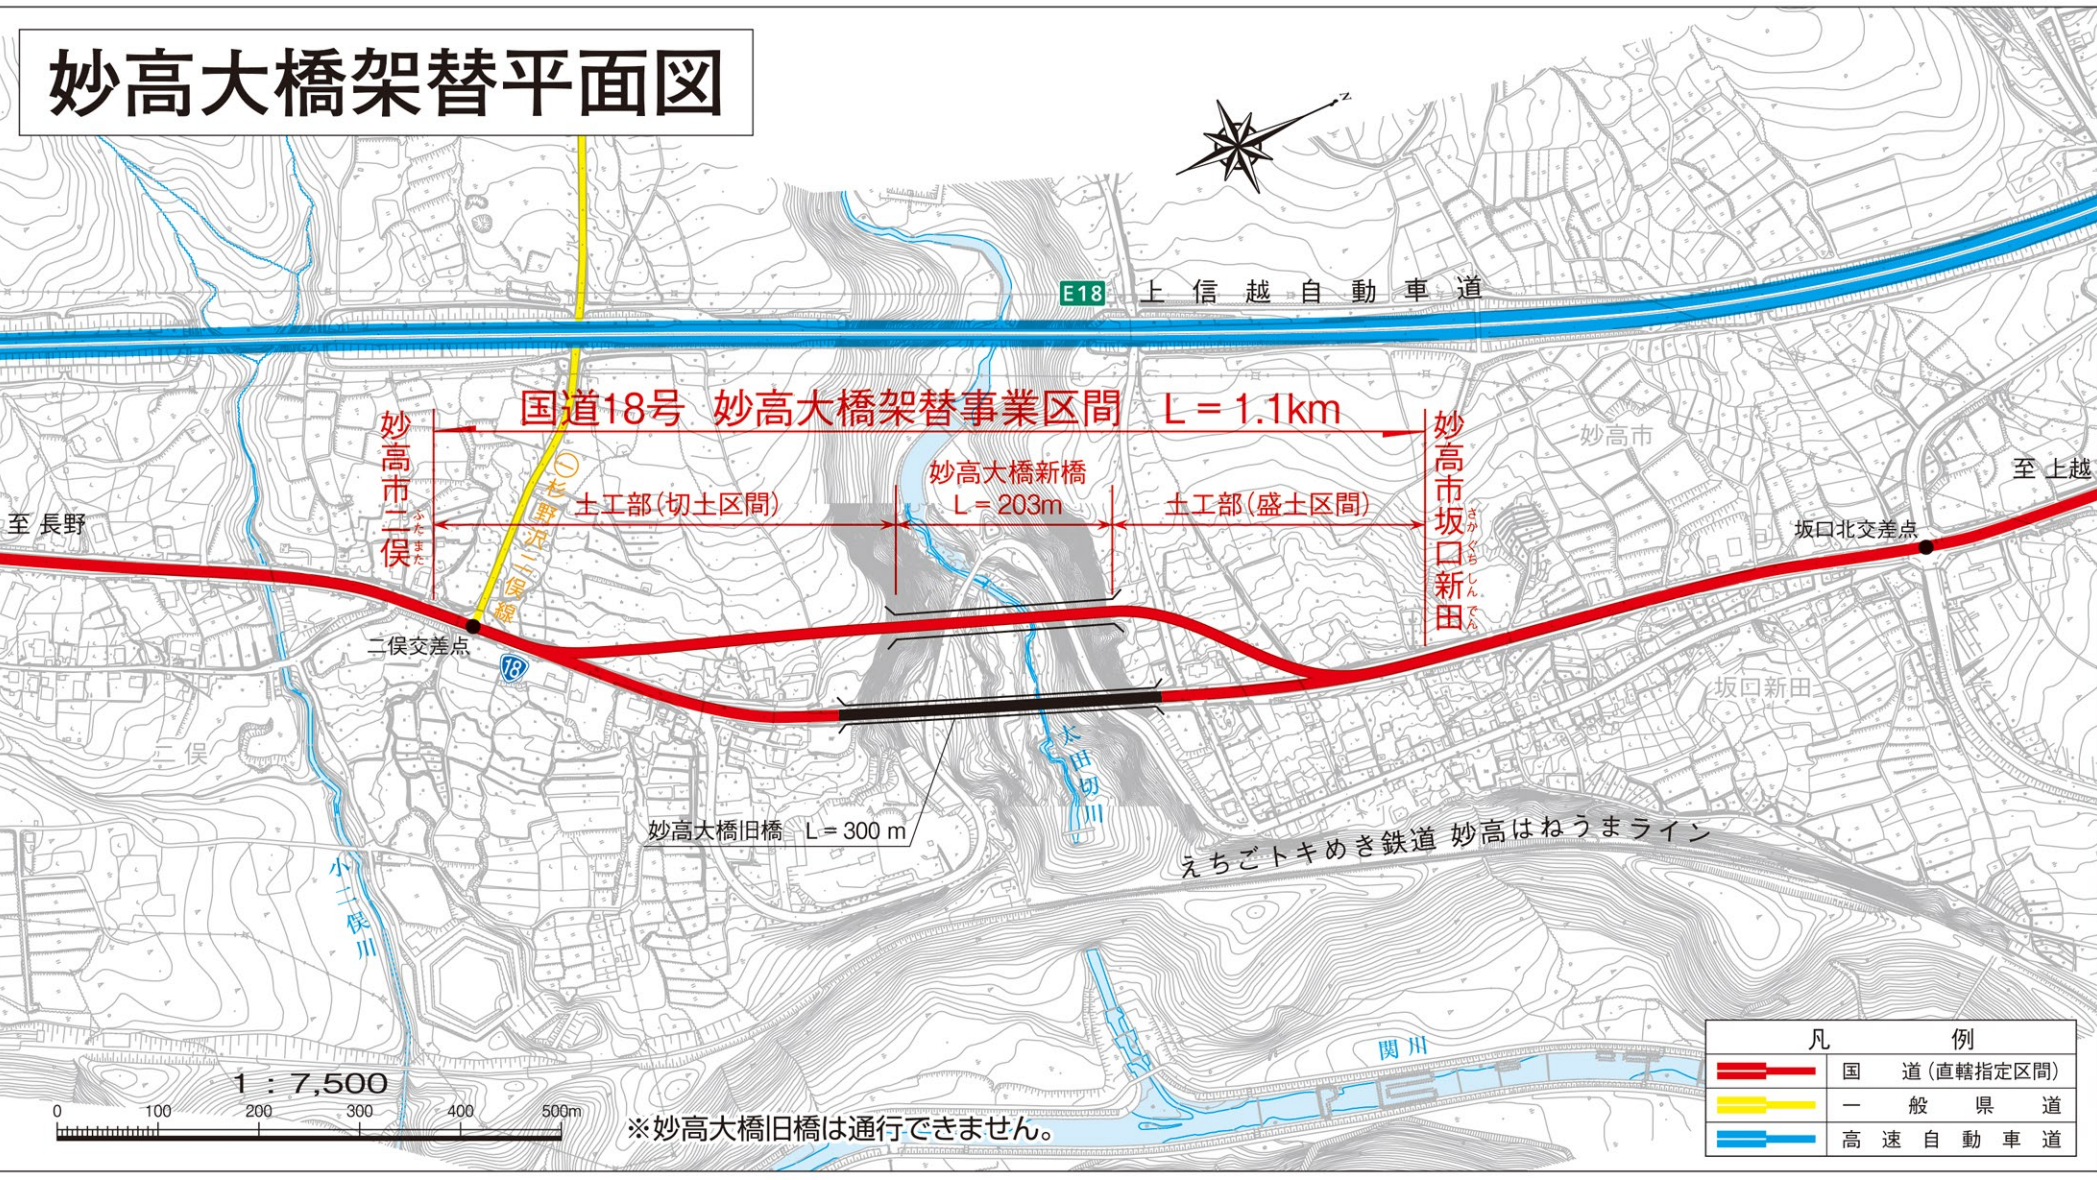 妙高大橋架替平面図
N
E18 上信越自動車道
国道18号 妙高大橋架替事業区間 L=1.1km
妙高市二俣
ふたまた
妙高大橋新橋
L=203m
土工部(切土区間)
土工部(盛土区間)
妙高市坂口新田
さかぐちしんでん
妙高市
至 上越
至 長野
坂口北交差点
㊀杉野沢二俣線
二俣交差点
18
坂口新田
二俣
太田切川
妙高大橋旧橋 L=300 m
えちごトキめき鉄道 妙高はねうまライン
小二俣川
関川
1:7,500
0 100 200 300 400 500m
※妙高大橋旧橋は通行できません。
凡例
国道(直轄指定区間)
一般県道
高速自動車道